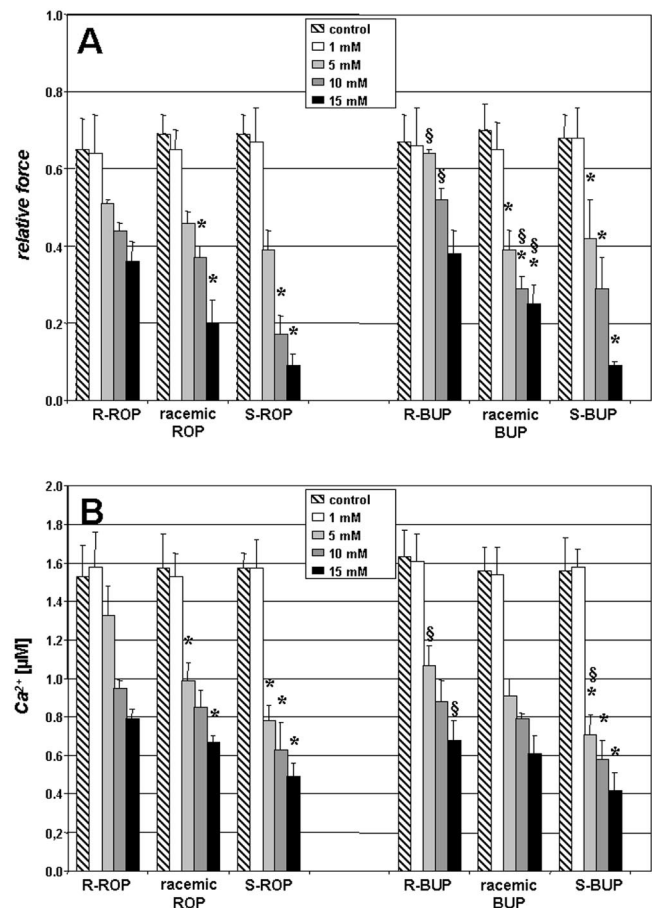 A
control
1 mM
5 mM
10 mM
15 mM
relative force
1.0
0.8
0.6
0.4
0.2
0.0
§
§
*
*
*
*
*
§
*
§
*
*
*
*
R-ROP
racemic
ROP
S-ROP
R-BUP
racemic
BUP
S-BUP
B
control
1 mM
5 mM
10 mM
15 mM
Ca²⁺ [µM]
2.0
1.8
1.6
1.4
1.2
1.0
0.8
0.6
0.4
0,2
0.0
*
*
*
*
*
§
§
§
*
*
*
R-ROP
racemic
ROP
S-ROP
R-BUP
racemic
BUP
S-BUP